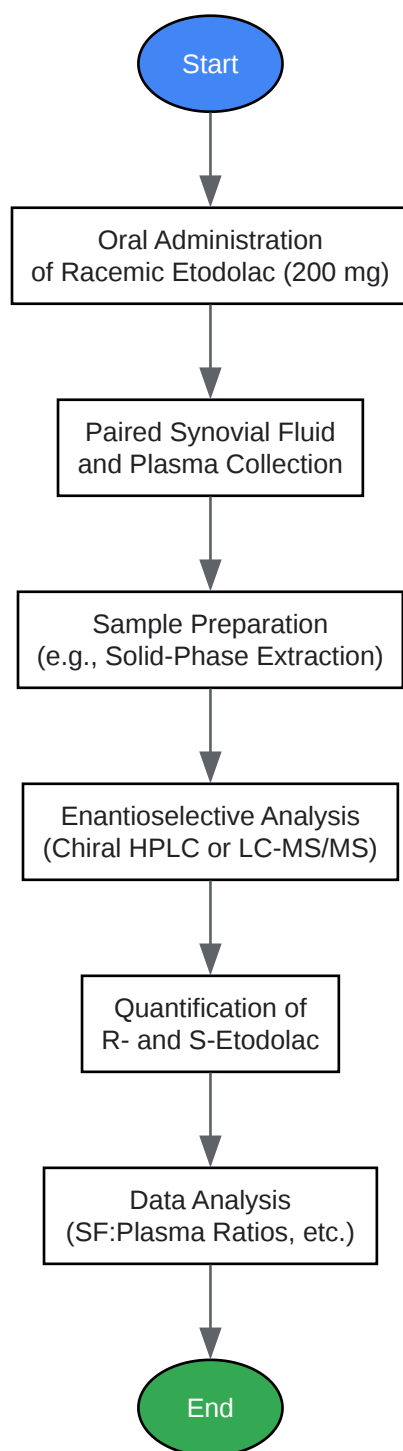 Start
Oral Administration
of Racemic Etodolac (200 mg)
Paired Synovial Fluid
and Plasma Collection
Sample Preparation
(e.g., Solid-Phase Extraction)
Enantioselective Analysis
(Chiral HPLC or LC-MS/MS)
Quantification of
R- and S-Etodolac
Data Analysis
(SF:Plasma Ratios, etc.)
End